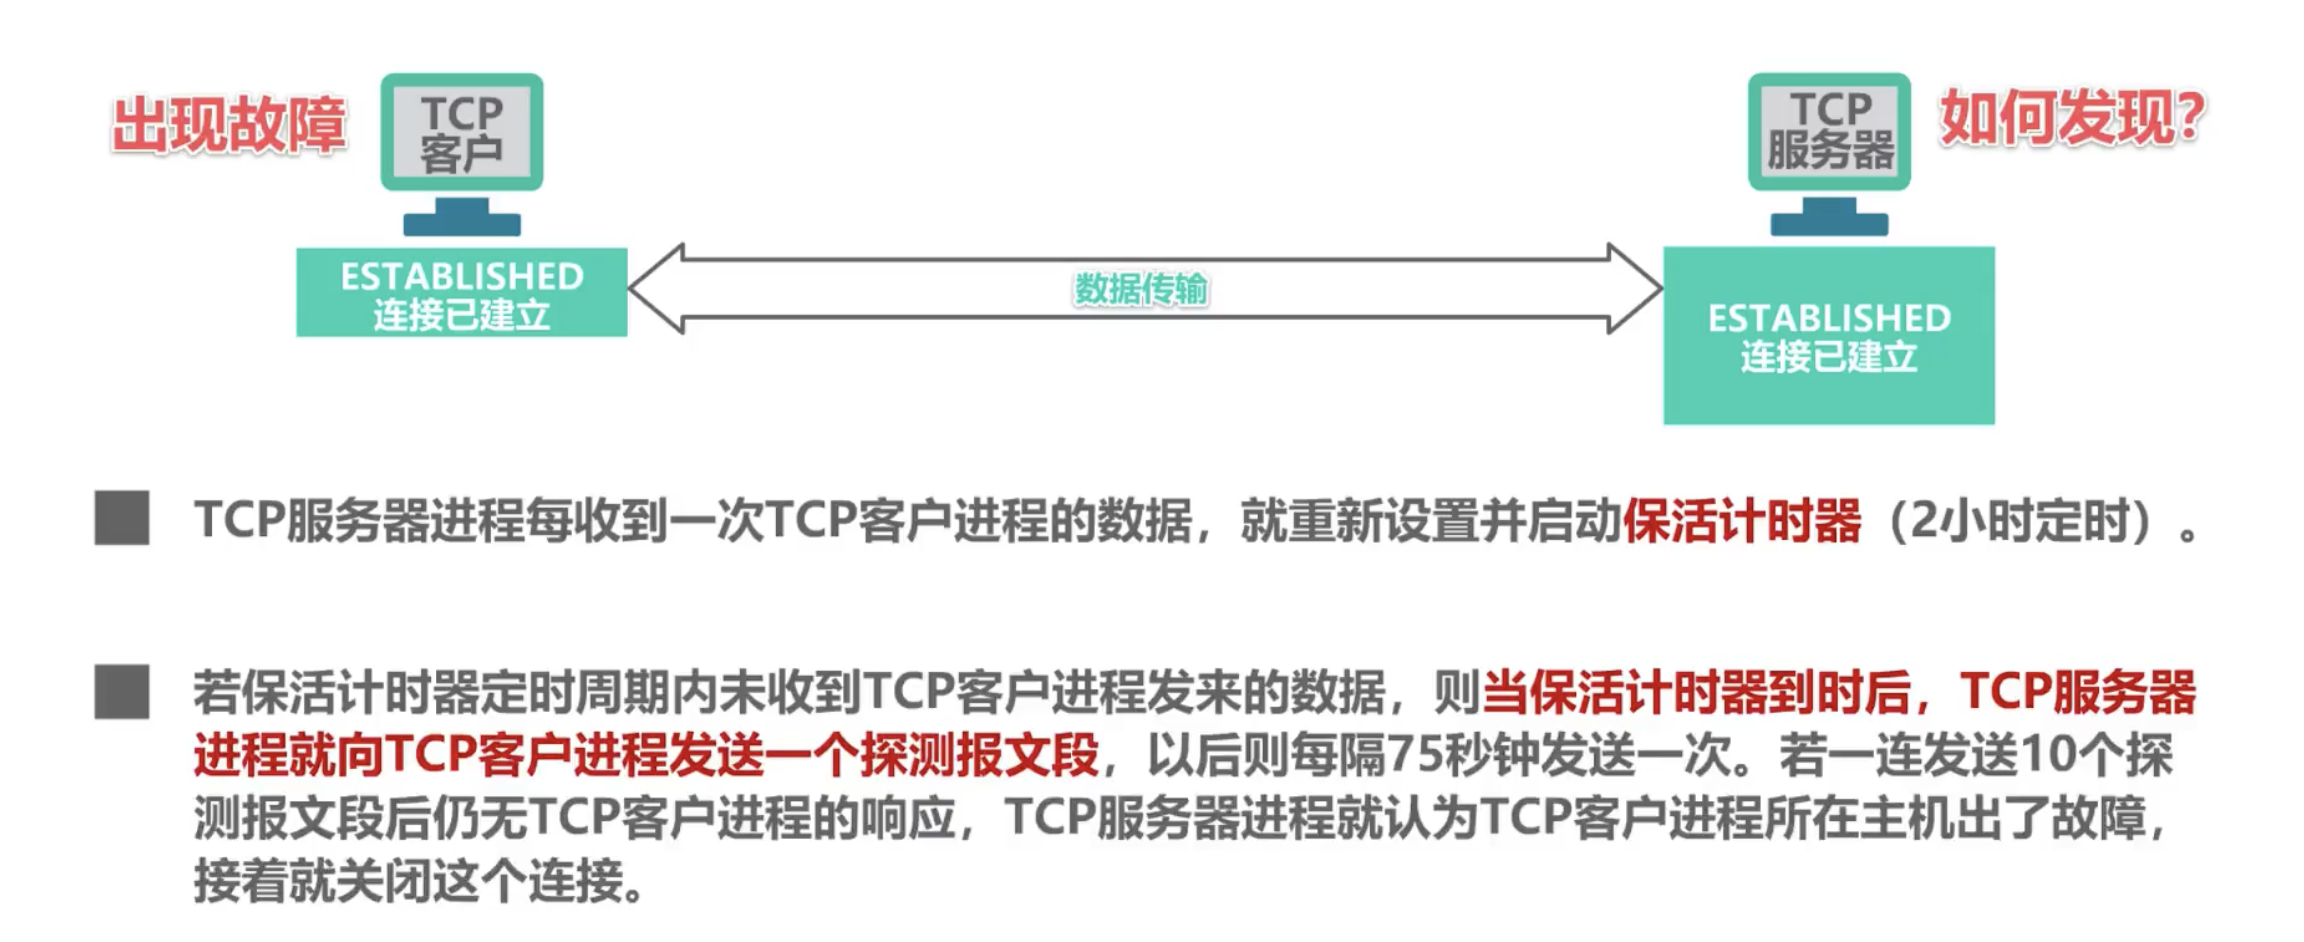 出现故障
TCP
客户
TCP
服务器
如何发现？
ESTABLISHED
连接已建立
数据传输
ESTABLISHED
连接已建立
TCP服务器进程每收到一次TCP客户进程的数据，就重新设置并启动保活计时器（2小时定时）。
若保活计时器定时周期内未收到TCP客户进程发来的数据，则当保活计时器到时后，TCP服务器
进程就向TCP客户进程发送一个探测报文段，以后则每隔75秒钟发送一次。若一连发送10个探
测报文段后仍无TCP客户进程的响应，TCP服务器进程就认为TCP客户进程所在主机出了故障，
接着就关闭这个连接。